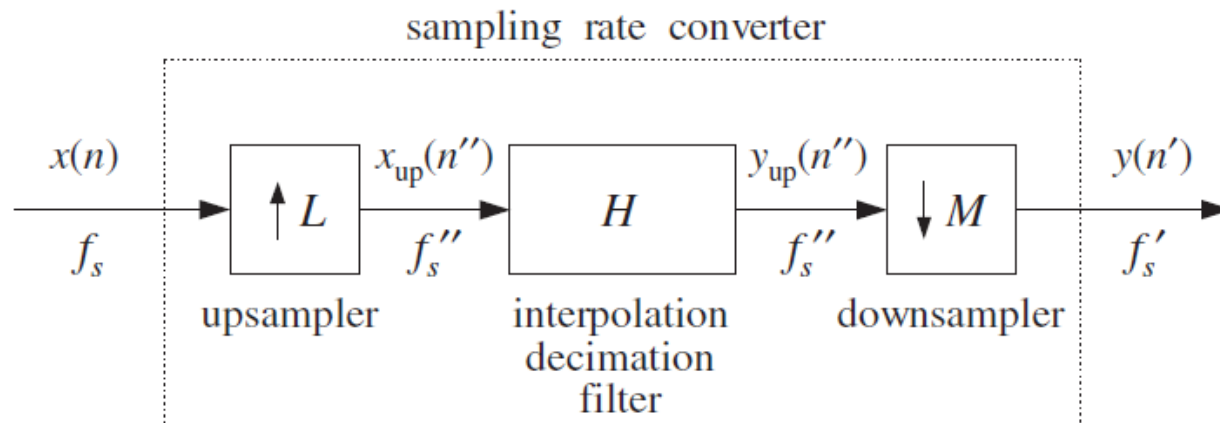 sampling rate converter
x(n) x_up(n′′) y_up(n′′) y(n′)
↑ L H ↓ M
f_s f_s′′ f_s′′ f_s′
upsampler interpolation downsampler
decimation
filter